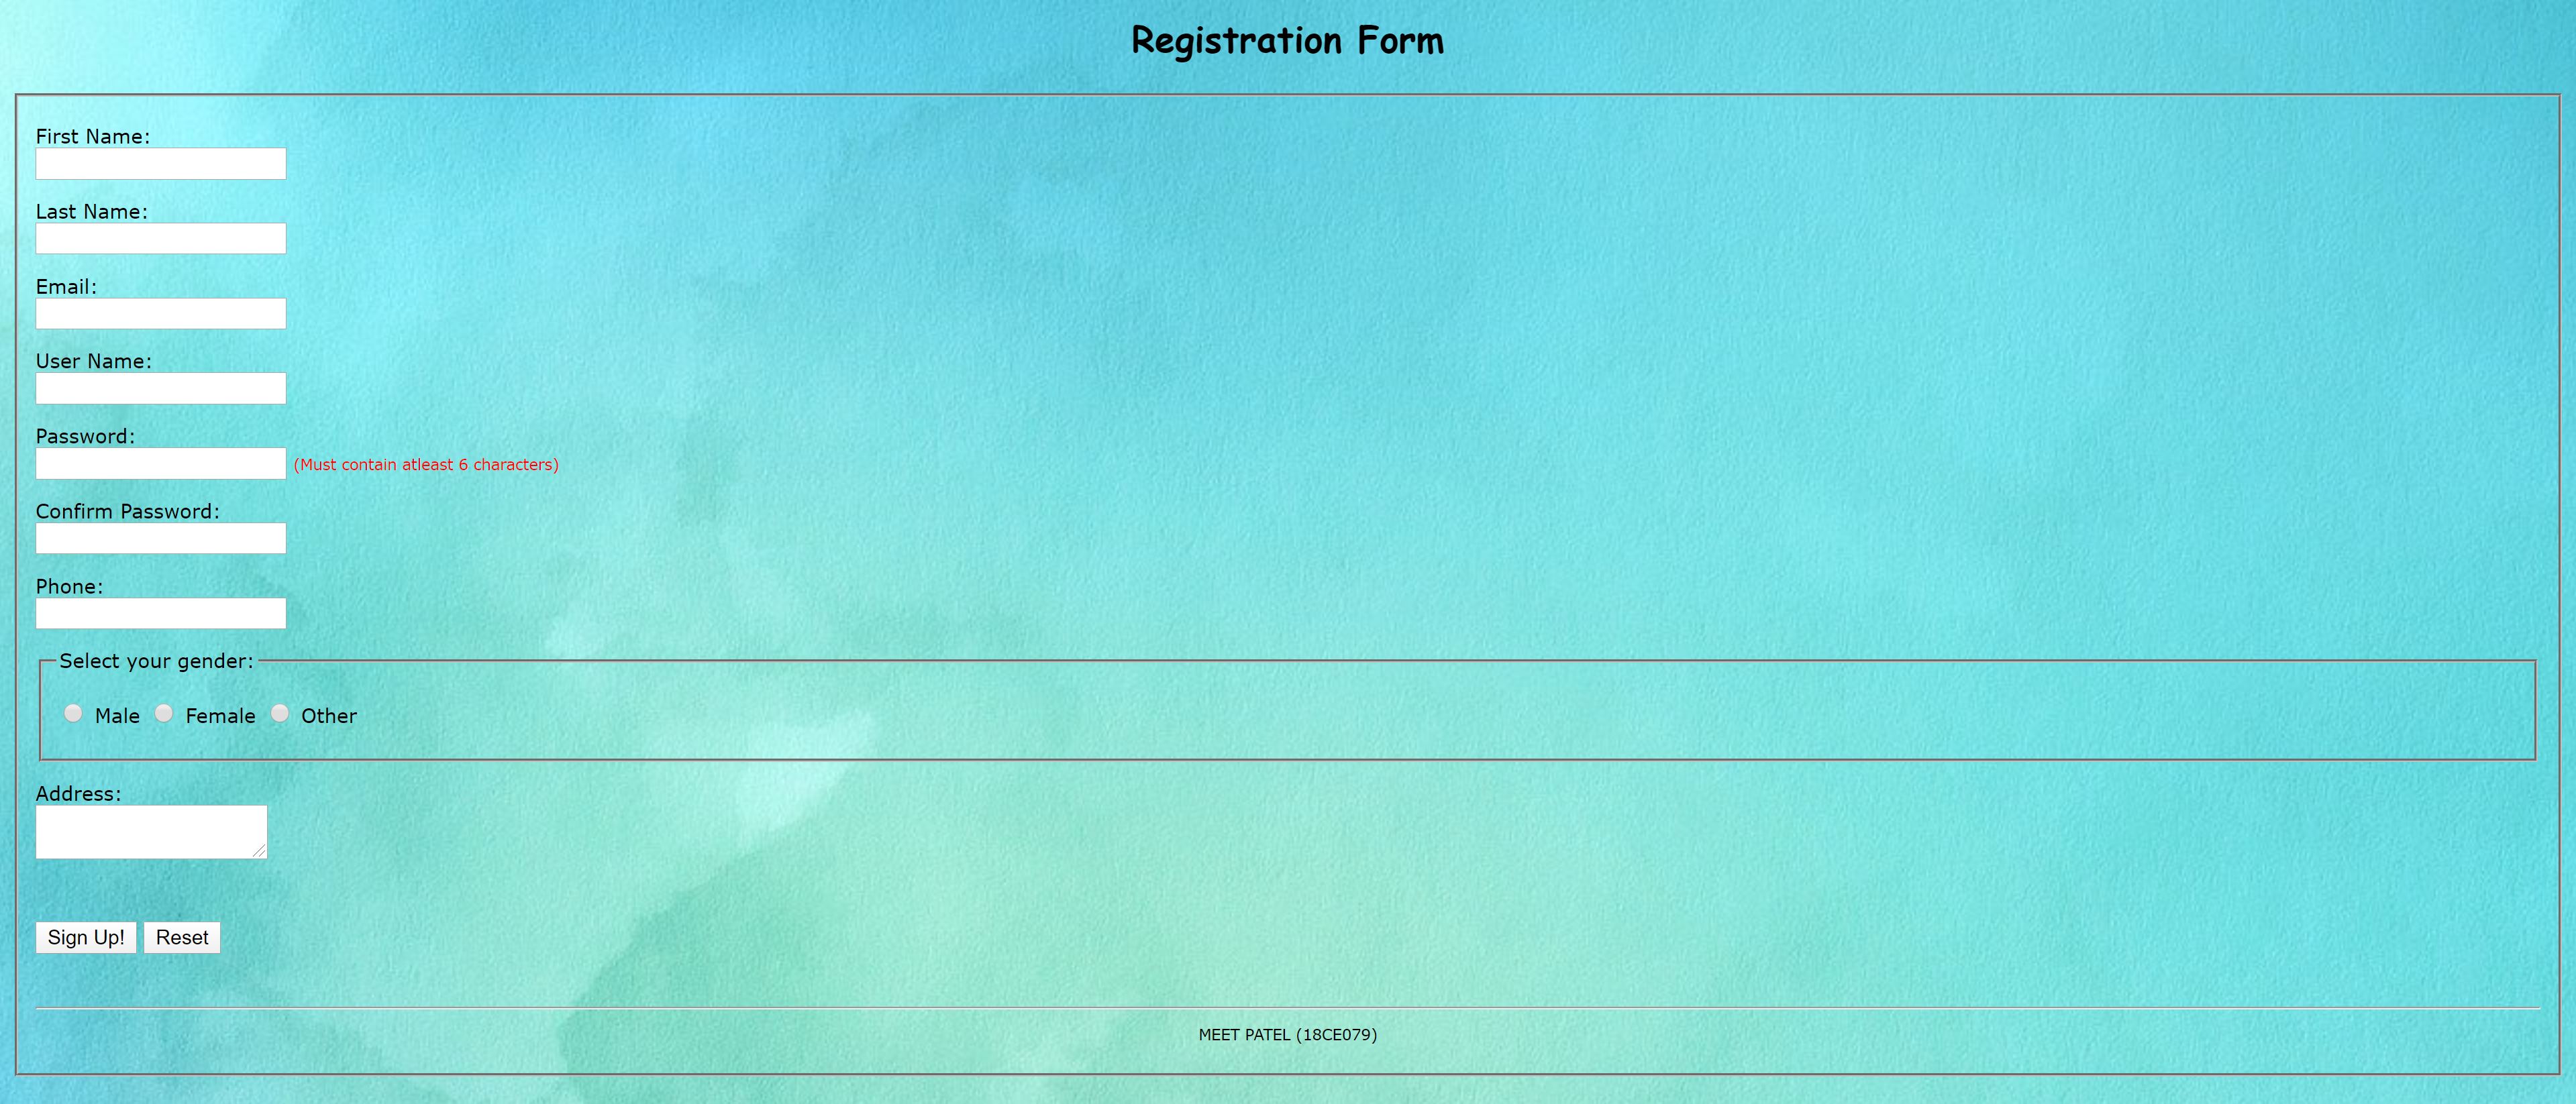 Registration Form
First Name:
Last Name:
Email:
User Name:
Password:
(Must contain atleast 6 characters)
Confirm Password:
Phone:
Select your gender:
Male Female Other
Address:
Sign Up! Reset
MEET PATEL (18CE079)